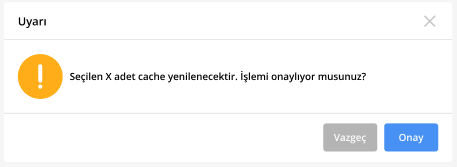 Uyarı
Seçilen X adet cache yenilenecektir. İşlemi onaylıyor musunuz?
Vazgeç
Onay